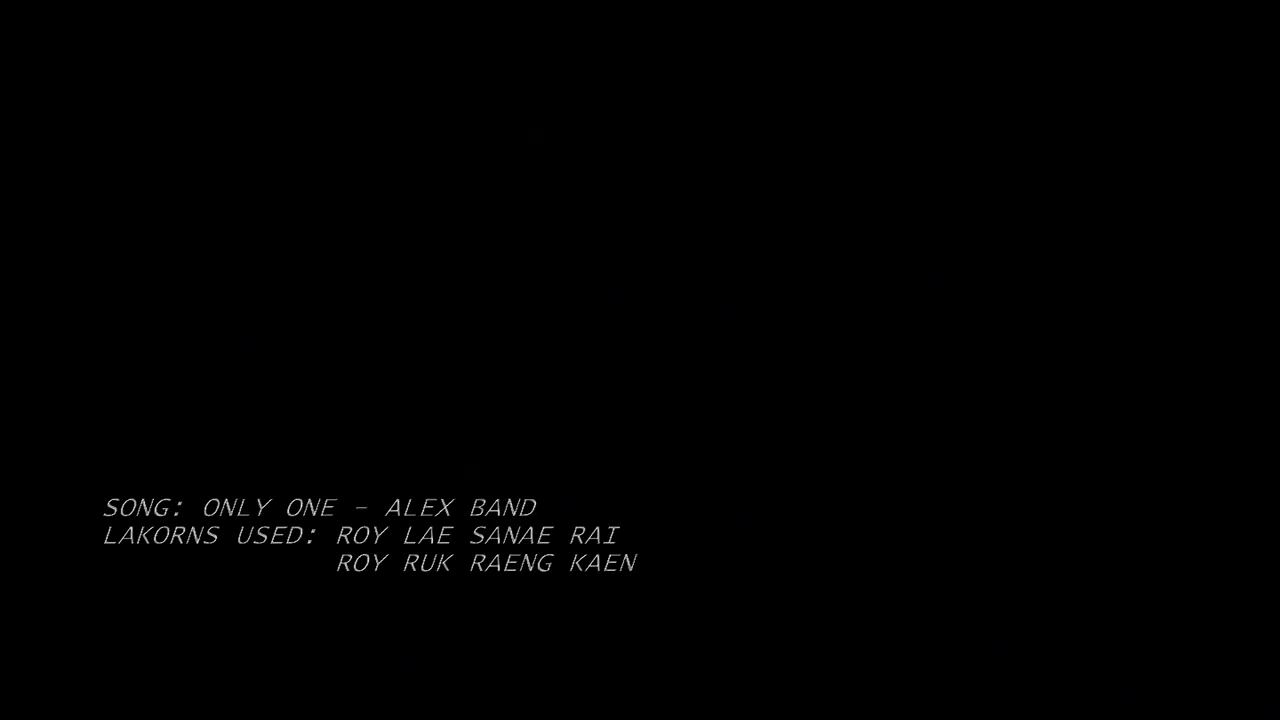 SONG: ONLY ONE - ALEX BAND
LAKORNS USED: ROY LAE SANAE RAI
ROY RUK RAENG KAEN